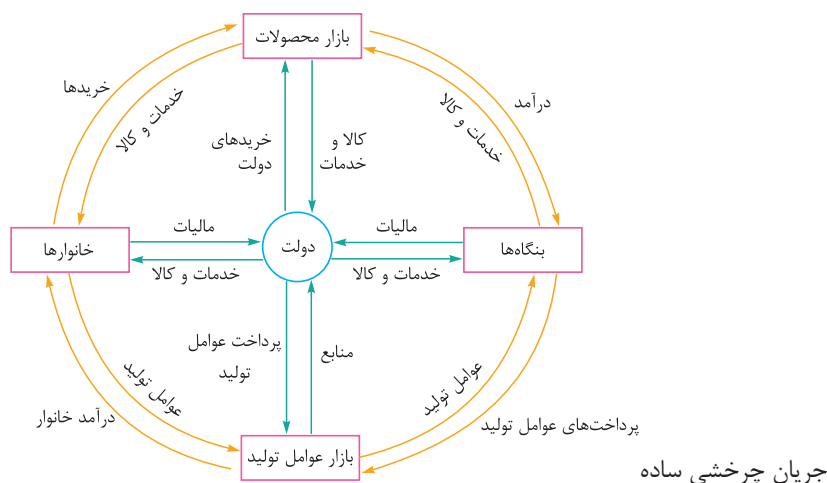 بازار محصولات
خریدها
خدمات و کالا
درآمد
خدمات و کالا
خریدهای
دولت
کالا و
خدمات
مالیات
مالیات
خانوارها
دولت
بنگاه‌ها
خدمات و کالا
خدمات و کالا
پرداخت عوامل
تولید
منابع
عوامل تولید
عوامل تولید
درآمد خانوار
پرداخت‌های عوامل تولید
بازار عوامل تولید
جریان چرخشی ساده